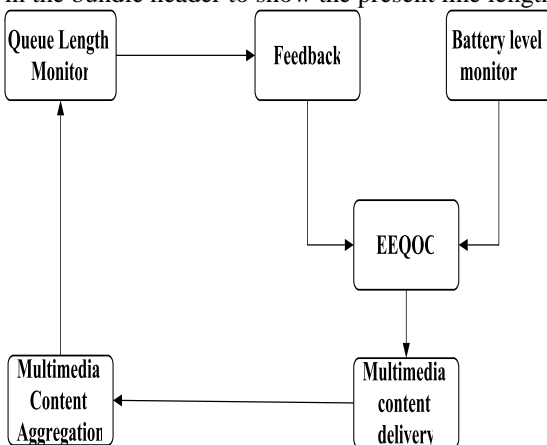 in the bundle header to show the present line length
Queue Length
Monitor
Feedback
Battery level
monitor
EEQOC
Multimedia
Content
Aggregation
Multimedia
content
delivery